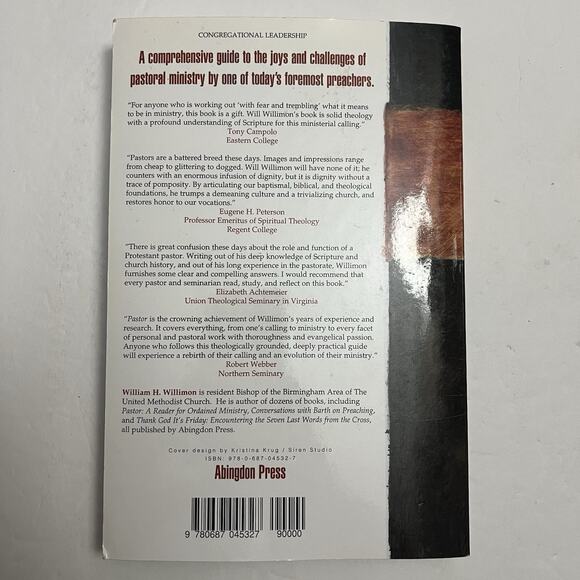 CONGREGATIONAL LEADERSHIP
A comprehensive guide to the joys and challenges of
pastoral ministry by one of today's foremost preachers.
"For anyone who is working out 'with fear and trembling' what it means
to be in ministry, this book is a gift. Will Willimon's book is solid theology
with a profound understanding of Scripture for this ministerial calling."
Tony Campolo
Eastern College
"Pastors are a battered breed these days. Images and impressions range
from cheap to glittering to dogged. Will Willimon will have none of it; he
counters with an enormous infusion of dignity, but it is dignity without a
trace of pomposity. By articulating our baptismal, biblical, and theological
foundations, he trumps a demeaning culture and a trivializing church, and
restores honor to our vocations."
Eugene H. Peterson
Professor Emeritus of Spiritual Theology
Regent College
"There is great confusion these days about the role and function of a
Protestant pastor. Writing out of his deep knowledge of Scripture and
church history, and out of his long experience in the pastorate, Willimon
furnishes some clear and compelling answers. I would recommend that
every pastor and seminarian read, study, and reflect on this book."
Elizabeth Achtemeier
Union Theological Seminary in Virginia
"Pastor is the crowning achievement of Willimon's years of experience and
research. It covers everything, from one's calling to ministry to every facet
of personal and pastoral work with thoroughness and evangelical passion.
Anyone who follows this theologically grounded, deeply practical guide
will experience a rebirth of their calling and an evolution of their ministry."
Robert Webber
Northern Seminary
William H. Willimon is resident Bishop of the Birmingham Area of The
United Methodist Church. He is author of dozens of books, including
Pastor: A Reader for Ordained Ministry, Conversations with Barth on Preaching,
and Thank God It's Friday: Encountering the Seven Last Words from the Cross,
all published by Abingdon Press.
Cover design by Kristina Krug / Siren Studio
ISBN: 978-0-687-04532-7
Abingdon Press
9 780687 045327 90000